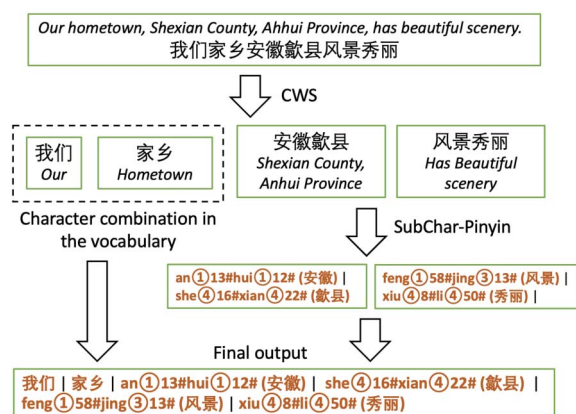 Our hometown, Shexian County, Ahhui Province, has beautiful scenery.
我们家乡安徽歙县风景秀丽
CWS
我们
Our
家乡
Hometown
安徽歙县
Shexian County,
Anhui Province
风景秀丽
Has Beautiful
scenery
Character combination in
the vocabulary
SubChar-Pinyin
an①13#hui①12# (安徽) |
she④16#xian④22# (歙县)
feng①58#jing③13# (风景) |
xiu④8#li④50# (秀丽) |
Final output
我们 | 家乡 | an①13#hui①12# (安徽) | she④16#xian④22# (歙县) |
feng①58#jing③13# (风景) | xiu④8#li④50# (秀丽)